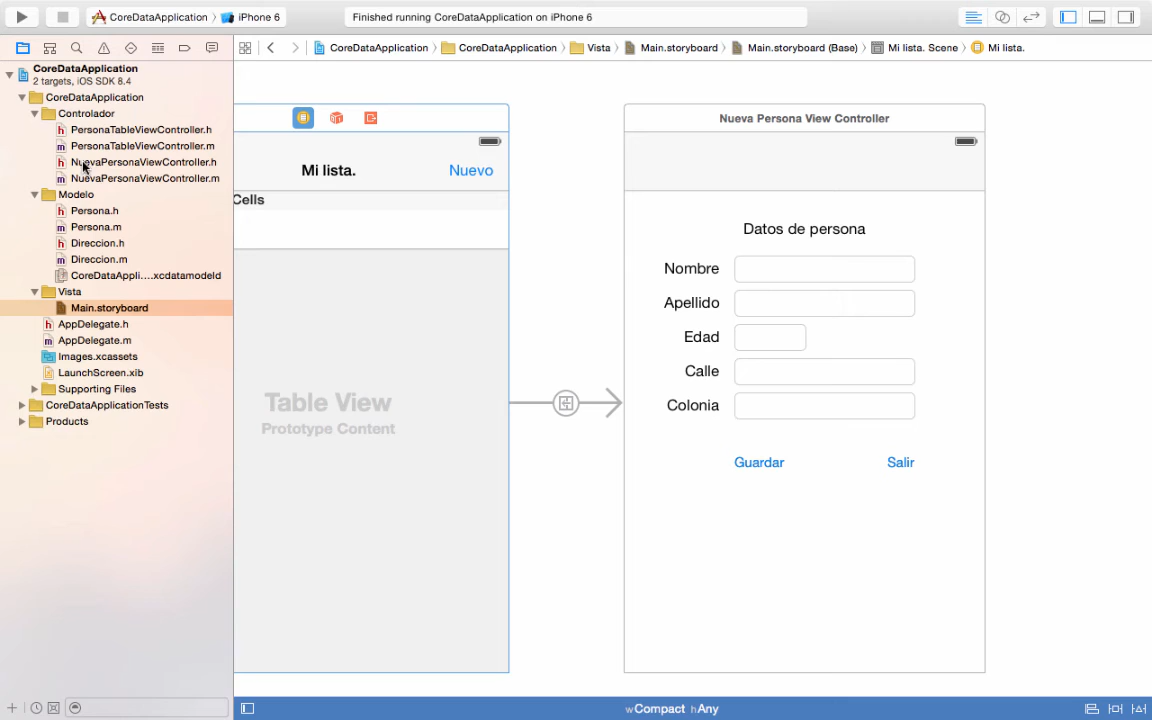 CoreDataApplication > iPhone 6
Finished running CoreDataApplication on iPhone 6
CoreDataApplication
2 targets, iOS SDK 8.4
CoreDataApplication
Controlador
PersonaTableViewController.h
PersonaTableViewController.m
NuevaPersonaViewController.h
NuevaPersonaViewController.m
Modelo
Persona.h
Persona.m
Direccion.h
Direccion.m
CoreDataAppli....xcdatamodeld
Vista
Main.storyboard
AppDelegate.h
AppDelegate.m
Images.xcassets
LaunchScreen.xib
Supporting Files
CoreDataApplicationTests
Products
CoreDataApplication > CoreDataApplication > Vista > Main.storyboard > Main.storyboard (Base) > Mi lista. Scene > Mi lista.
Mi lista.
Nuevo
Cells
Table View
Prototype Content
Nueva Persona View Controller
Datos de persona
Nombre
Apellido
Edad
Calle
Colonia
Guardar
Salir
wCompact hAny